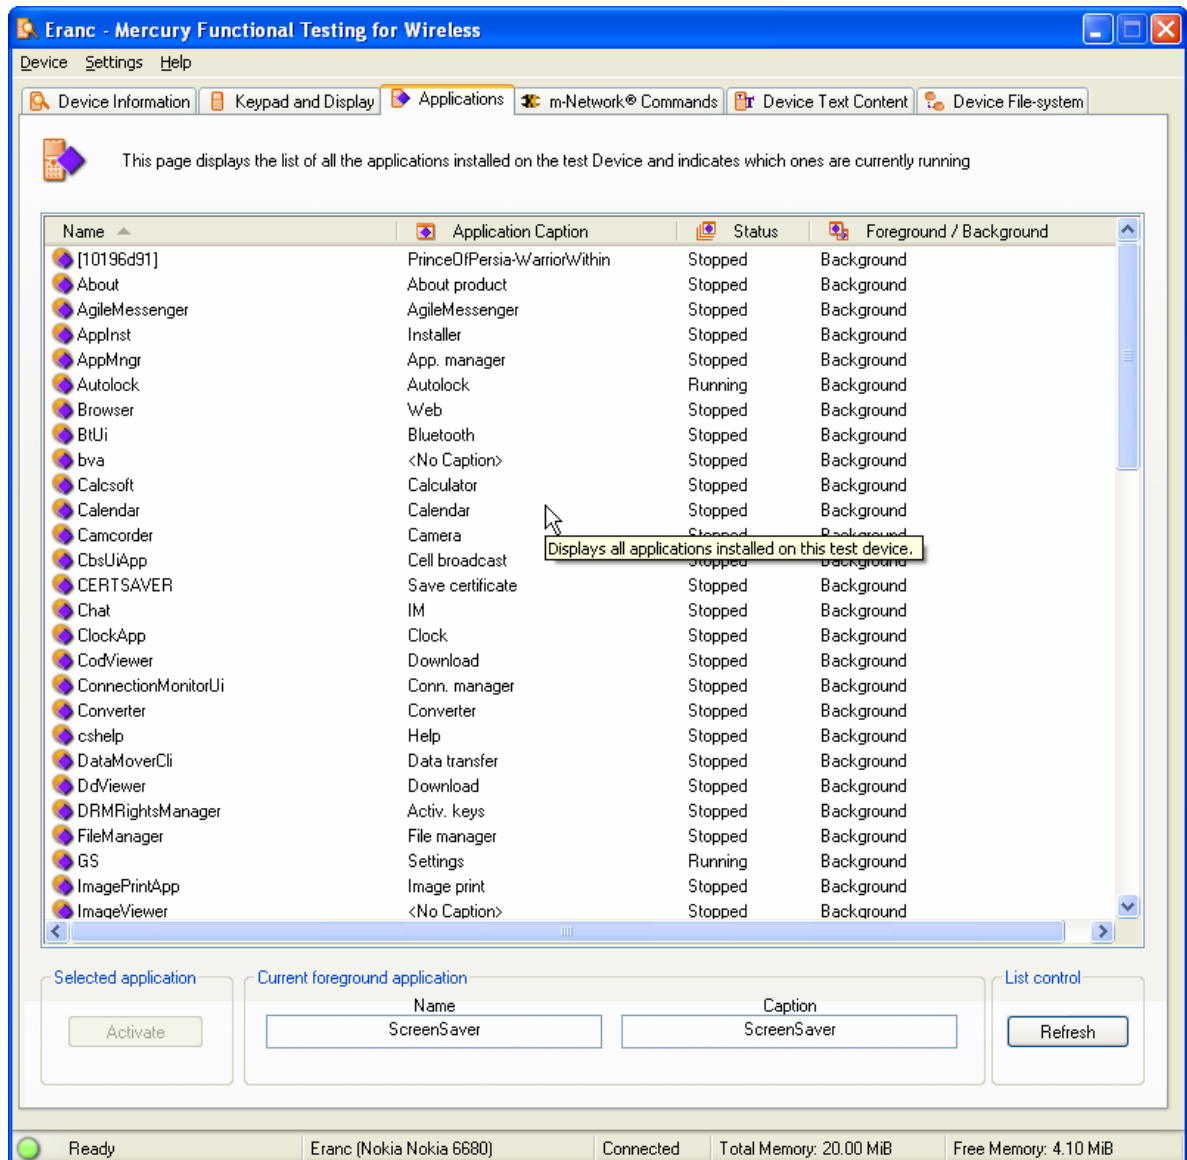 Eranc - Mercury Functional Testing for Wireless
Device Settings Help
Device Information Keypad and Display Applications m-Network® Commands Device Text Content Device File-system
This page displays the list of all the applications installed on the test Device and indicates which ones are currently running
Name Application Caption Status Foreground / Background
[10196d91] PrinceOfPersia-WarriorWithin Stopped Background
About About product Stopped Background
AgileMessenger AgileMessenger Stopped Background
AppInst Installer Stopped Background
AppMngr App. manager Stopped Background
Autolock Autolock Running Background
Browser Web Stopped Background
BtUi Bluetooth Stopped Background
bva <No Caption> Stopped Background
Calcsoft Calculator Stopped Background
Calendar Calendar Stopped Background
Camcorder Camera Stopped Background
Displays all applications installed on this test device.
CbsUiApp Cell broadcast Stopped Background
CERTSAVER Save certificate Stopped Background
Chat IM Stopped Background
ClockApp Clock Stopped Background
CodViewer Download Stopped Background
ConnectionMonitorUi Conn. manager Stopped Background
Converter Converter Stopped Background
cshelp Help Stopped Background
DataMoverCli Data transfer Stopped Background
DdViewer Download Stopped Background
DRMRightsManager Activ. keys Stopped Background
FileManager File manager Stopped Background
GS Settings Running Background
ImagePrintApp Image print Stopped Background
ImageViewer <No Caption> Stopped Background
Selected application Current foreground application List control
Name Caption
Activate ScreenSaver ScreenSaver Refresh
Ready Eranc (Nokia Nokia 6680) Connected Total Memory: 20.00 MiB Free Memory: 4.10 MiB